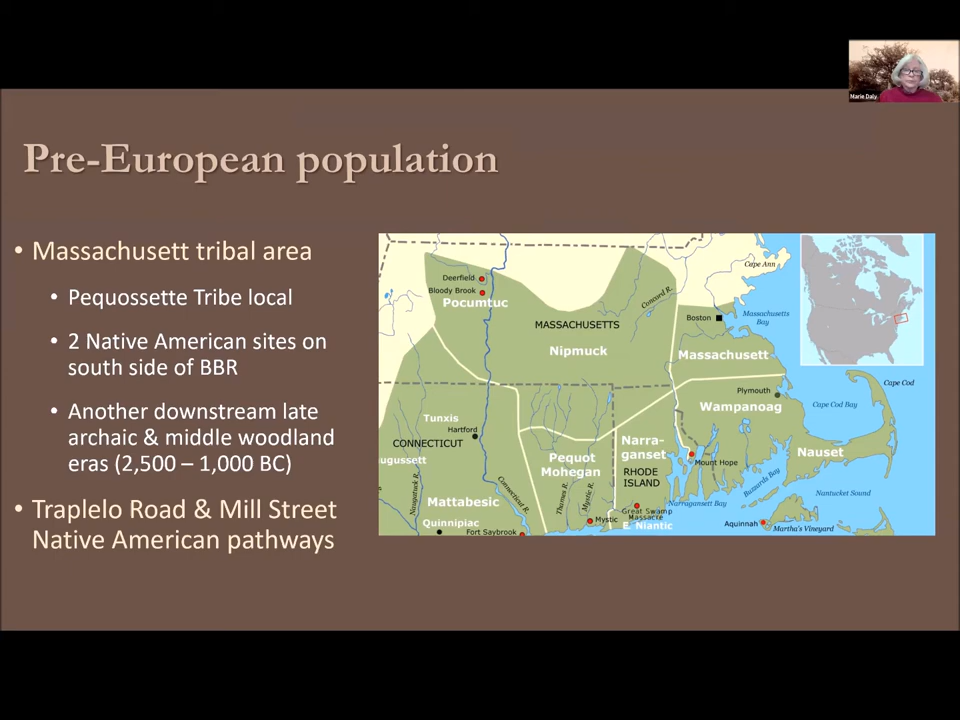 Marie Daly
Pre-European population
• Massachusett tribal area
• Pequossette Tribe local
• 2 Native American sites on
south side of BBR
• Another downstream late
archaic & middle woodland
eras (2,500 – 1,000 BC)
• Traplelo Road & Mill Street
Native American pathways
Cape Ann
Deerfield
Bloody Brook
Pocumtuc
Concord R.
Boston
Massachusetts
Bay
MASSACHUSETTS
Nipmuck
Massachusett
Plymouth
Cape Cod
Wampanoag
Cape Cod Bay
Tunxis
Hartford
CONNECTICUT
Narra-
ganset
Nauset
augussett
Pequot
Mohegan
Mount Hope
RHODE
ISLAND
Buzzards Bay
Naugatuck R.
Connecticut R.
Thames R.
Mystic R.
Nantucket Sound
Mattabesic
Narragansett Bay
Great Swamp
Massacre
Quinnipiac
Mystic
E. Niantic
Aquinnah
Martha's Vineyard
Fort Saybrook